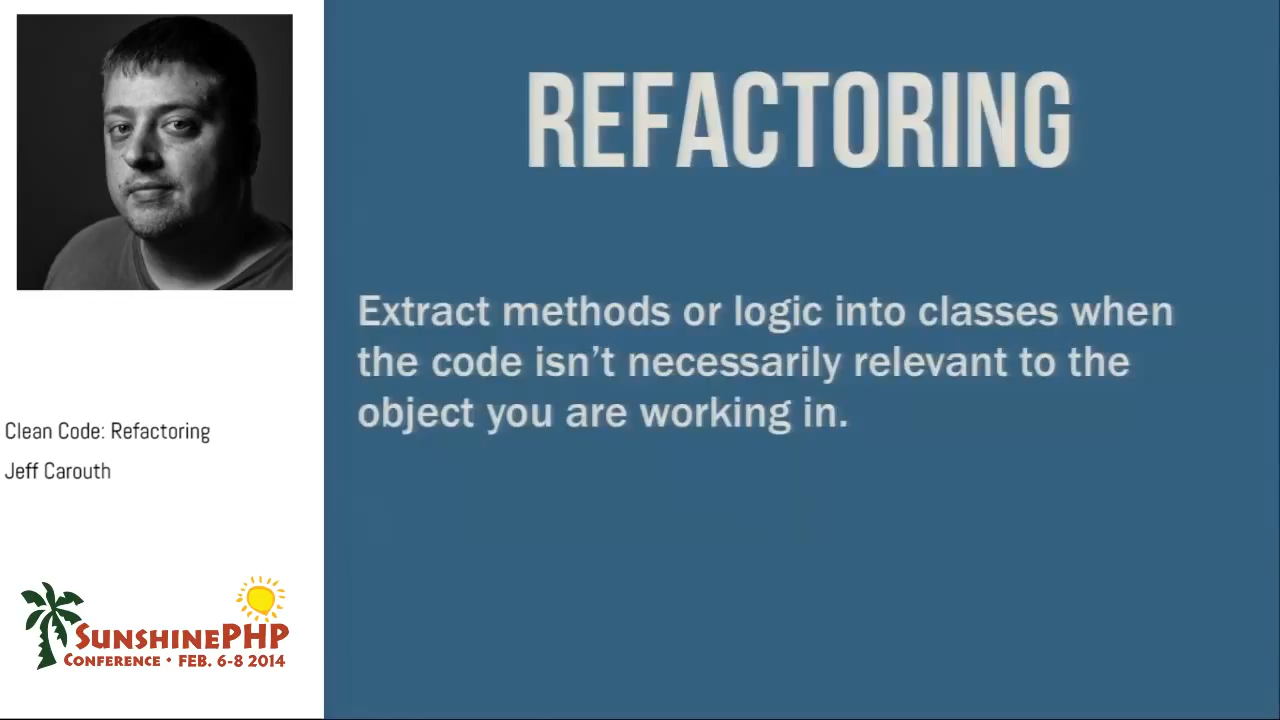 REFACTORING
Extract methods or logic into classes when
the code isn't necessarily relevant to the
object you are working in.
Clean Code: Refactoring
Jeff Carouth
SUNSHINEPHP
CONFERENCE • FEB. 6-8 2014